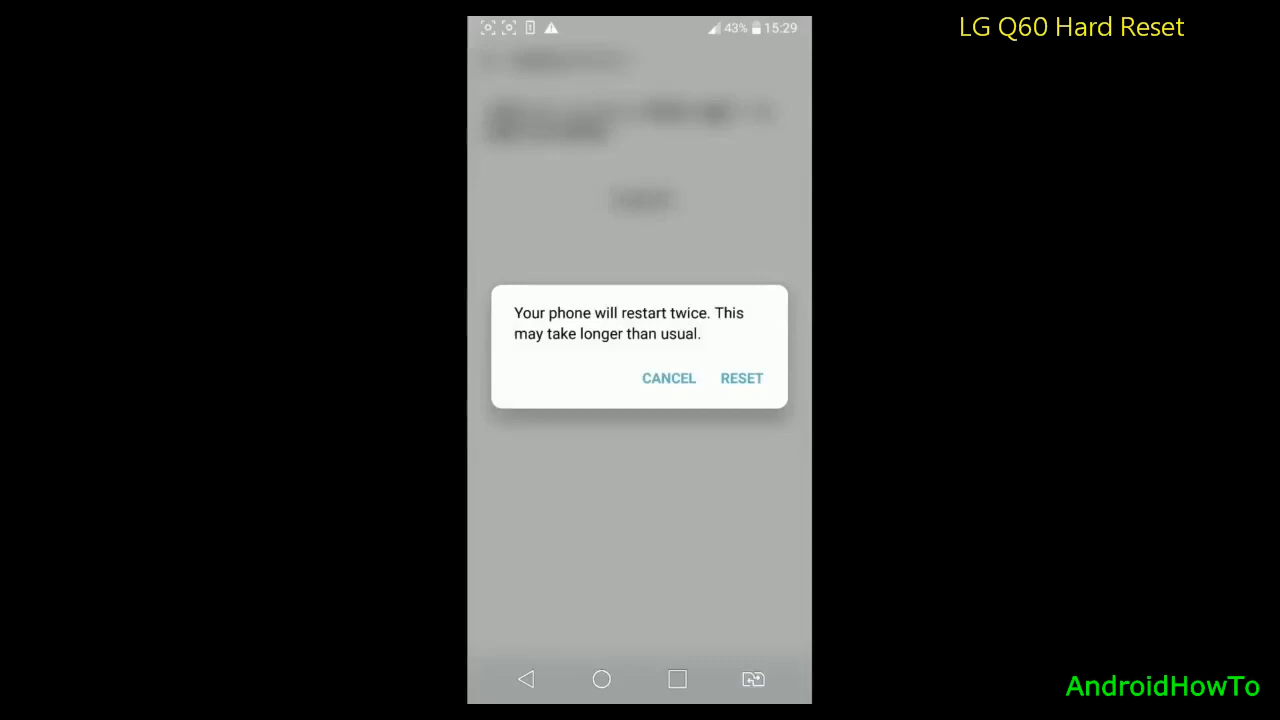 LG Q60 Hard Reset
43% 15:29
Your phone will restart twice. This
may take longer than usual.
CANCEL RESET
AndroidHowTo